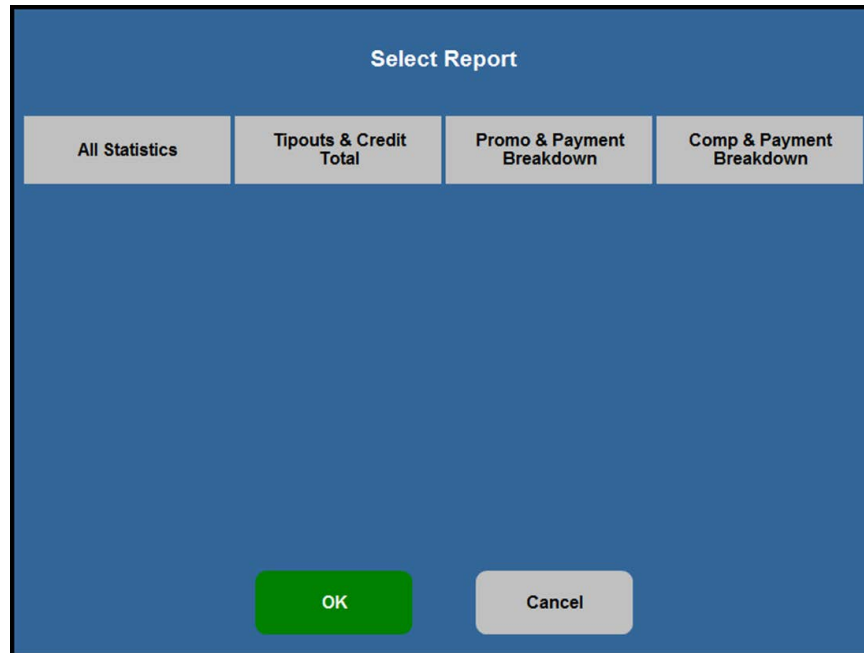 Select Report
All Statistics
Tipouts & Credit
Total
Promo & Payment
Breakdown
Comp & Payment
Breakdown
OK
Cancel